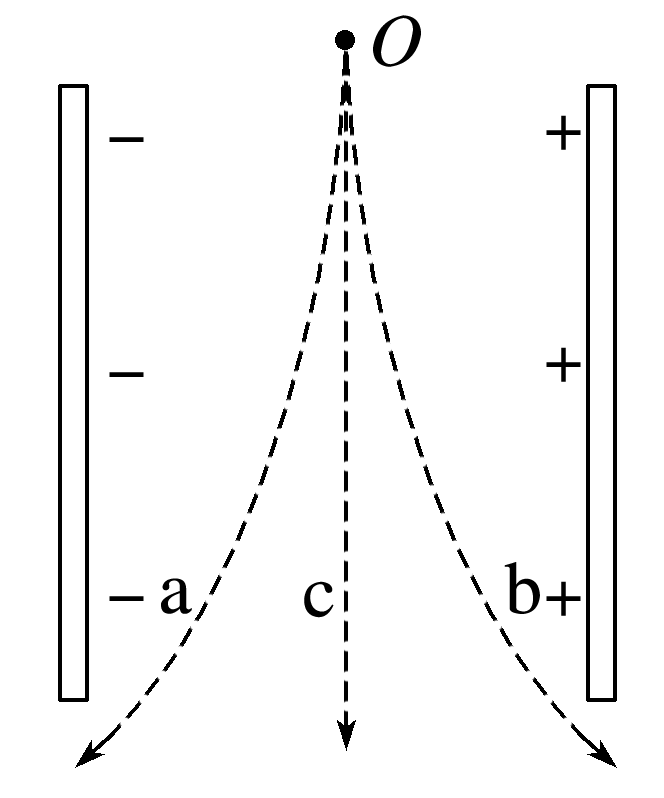 O
− +
− +
− a c b +